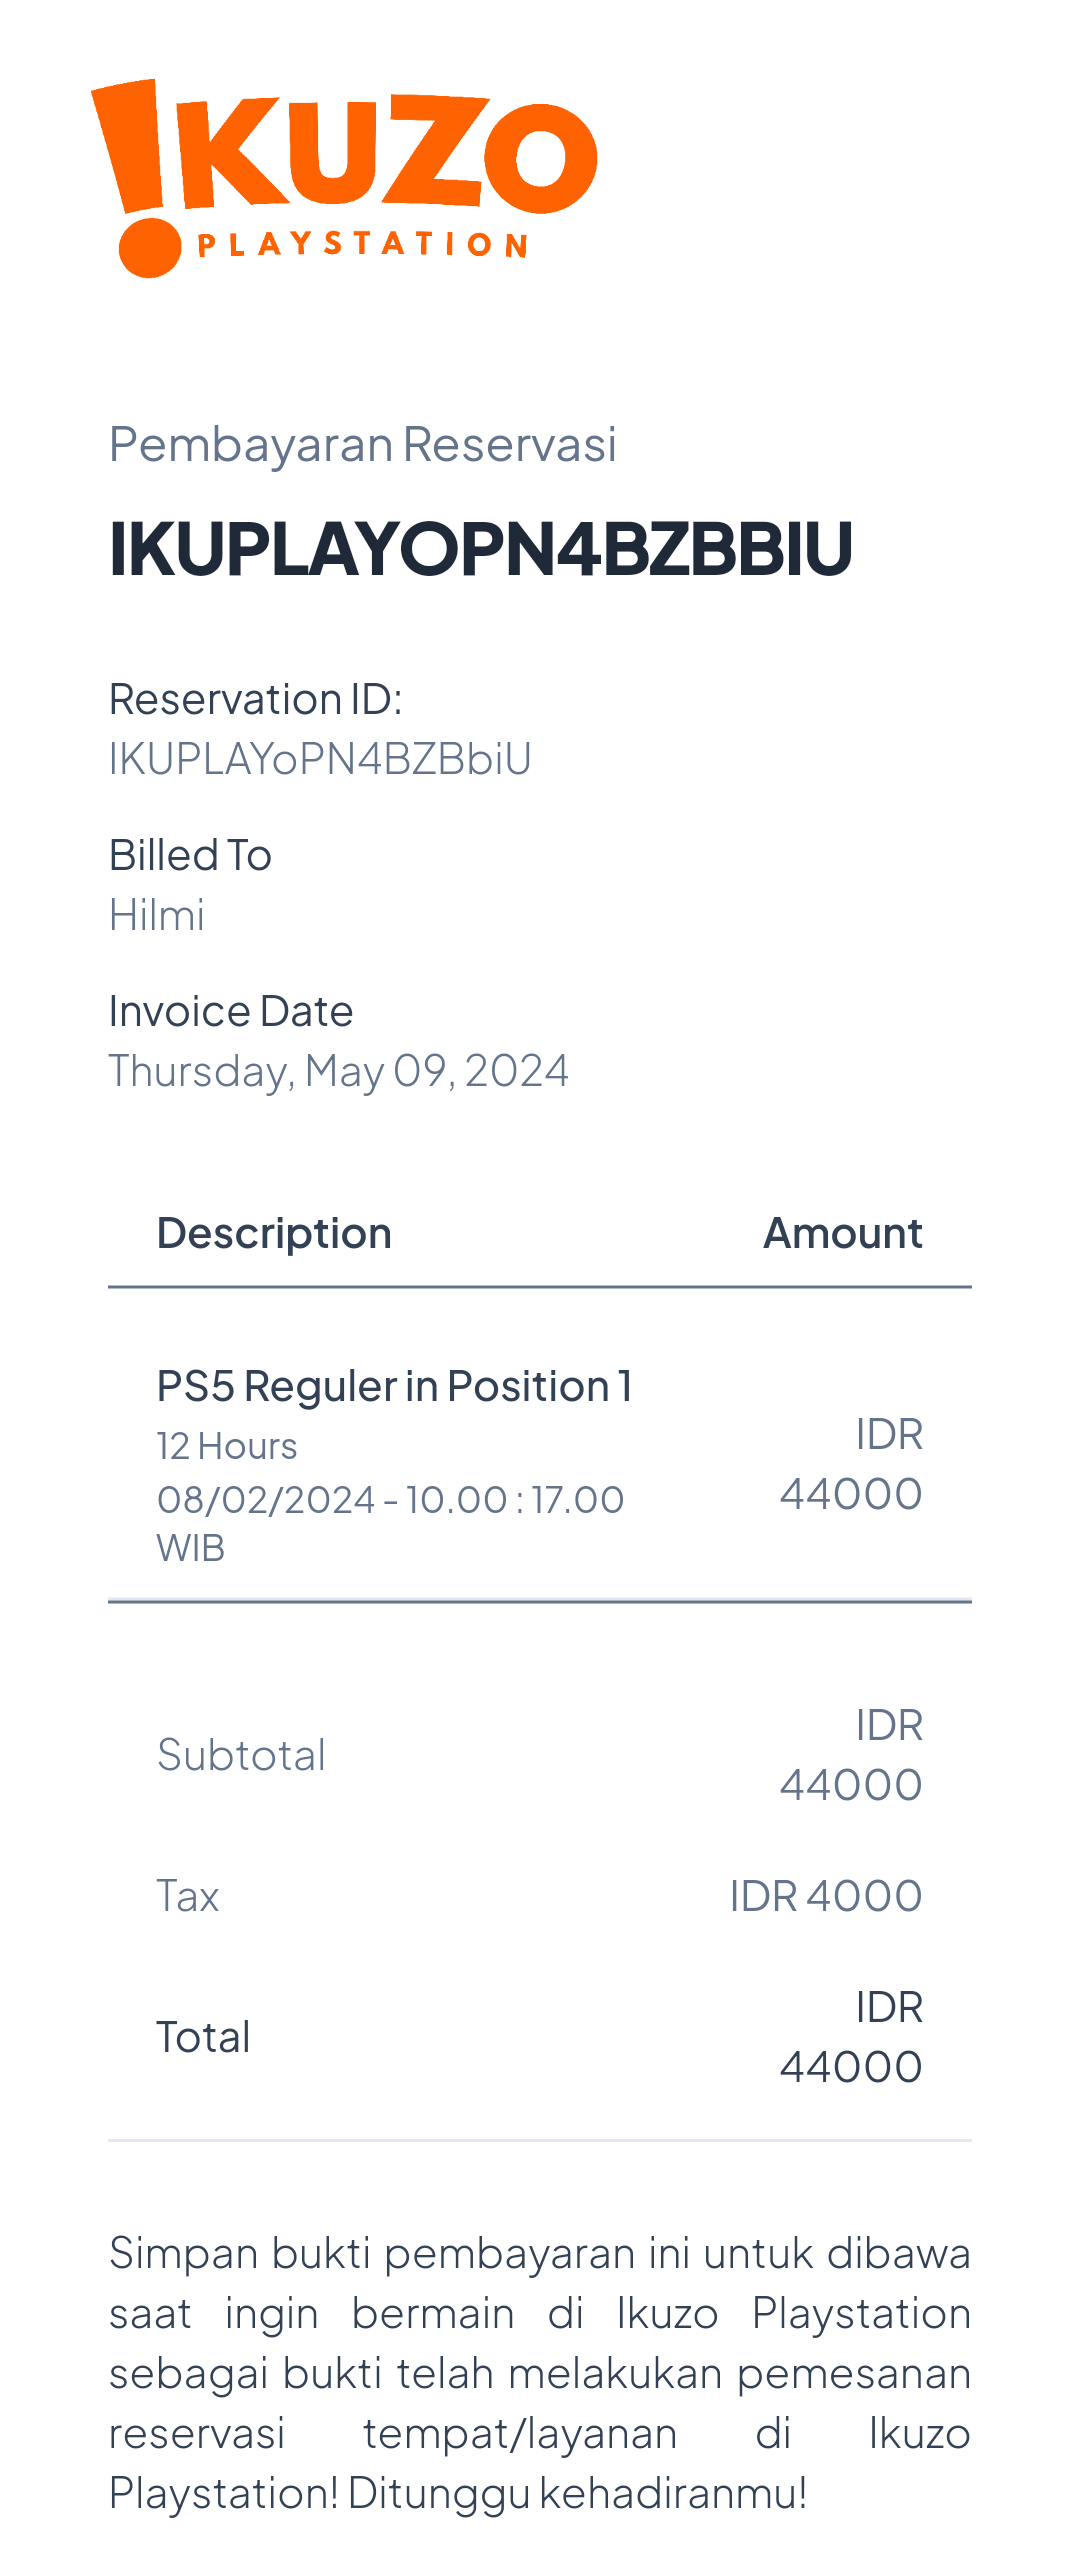 !KUZO
PLAYSTATION
Pembayaran Reservasi
IKUPLAYOPN4BZBBIU
Reservation ID:
IKUPLAYoPN4BZBbiU
Billed To
Hilmi
Invoice Date
Thursday, May 09, 2024
Description Amount
PS5 Reguler in Position 1
12 Hours
08/02/2024 - 10.00 : 17.00
WIB
IDR
44000
Subtotal
IDR
44000
Tax IDR 4000
Total
IDR
44000
Simpan bukti pembayaran ini untuk dibawa
saat ingin bermain di Ikuzo Playstation
sebagai bukti telah melakukan pemesanan
reservasi tempat/layanan di Ikuzo
Playstation! Ditunggu kehadiranmu!